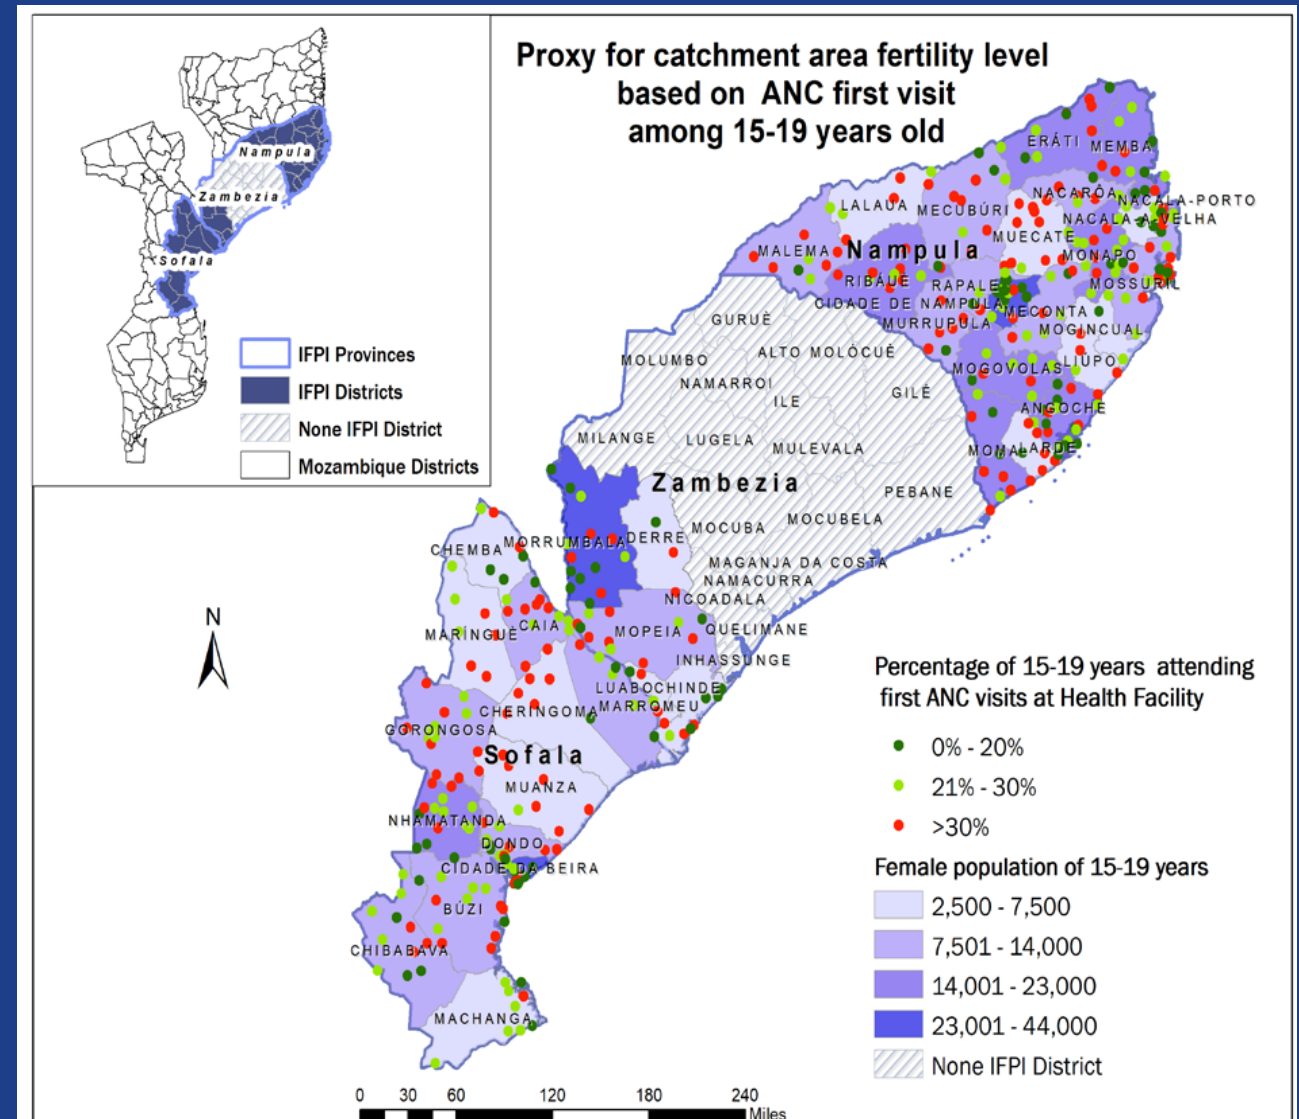 Proxy for catchment area fertility level
based on ANC first visit
among 15-19 years old
Nampula
Zambezia
Sofala
IFPI Provinces
IFPI Districts
None IFPI District
Mozambique Districts
ERÁTI
MEMBA
NACARÔA
NACALA-PORTO
LALAUA
MECUBÚRI
NACALA-A-VELHA
MUECATE
MALEMA
Nampula
MONAPO
RIBÁUÈ
RAPALE
MOSSURIL
CIDADE DE NAMPULA
MECONTA
GURUÈ
MURRUPULA
MOGINCUAL
MOLUMBO
ALTO MOLÓCUÈ
LIÚPO
MOGOVOLAS
NAMARROI
ILE
GILÉ
ANGOCHE
MILANGE
LUGELA
MULEVALA
MOMA
LARDE
Zambezia
PEBANE
MOCUBA
MOCUBELA
CHEMBA
MORRUMBALA
DERRE
MAGANJA DA COSTA
NAMACURRA
NICOADALA
MARÍNGUÈ
CAIA
MOPEIA
QUELIMANE
INHASSUNGE
LUABO
CHINDE
CHERINGOMA
MARROMEU
GORONGOSA
Sofala
MUANZA
NHAMATANDA
DONDO
CIDADE DA BEIRA
BÚZI
CHIBABAVA
MACHANGA
N
Percentage of 15-19 years attending
first ANC visits at Health Facility
0% - 20%
21% - 30%
>30%
Female population of 15-19 years
2,500 - 7,500
7,501 - 14,000
14,001 - 23,000
23,001 - 44,000
None IFPI District
0 30 60 120 180 240
Miles